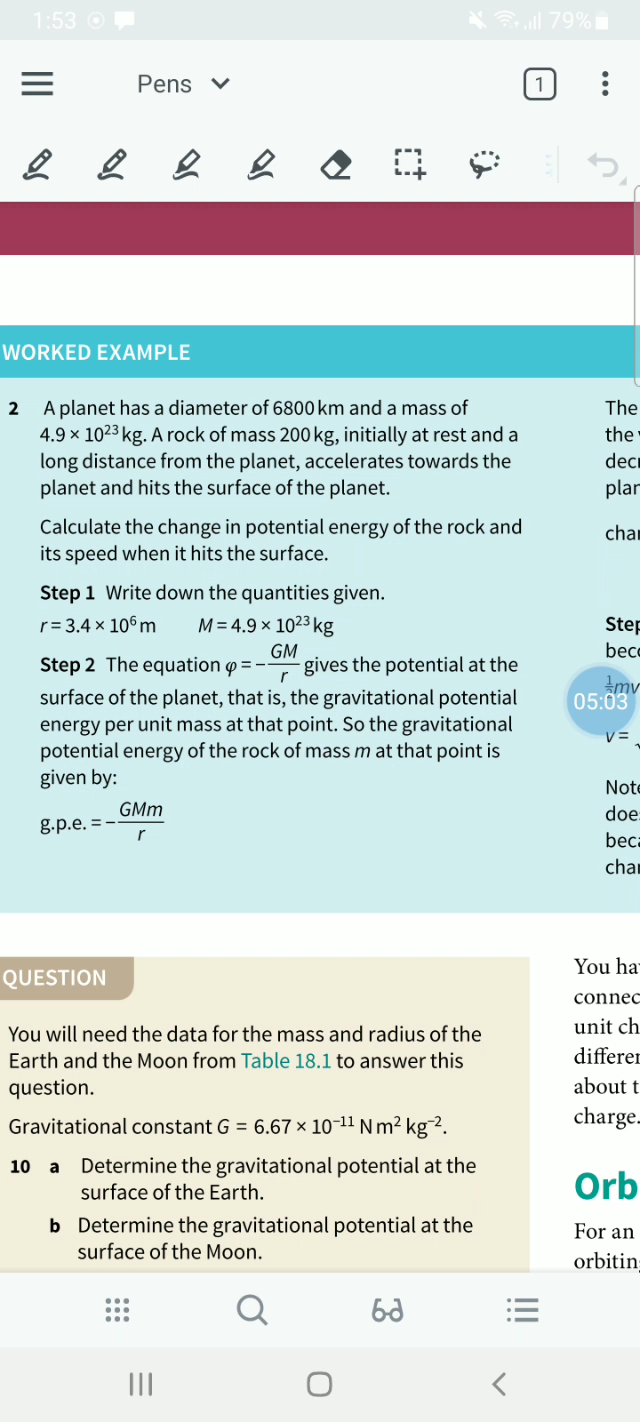 1:53 79%
Pens 1
WORKED EXAMPLE
2 A planet has a diameter of 6800 km and a mass of
4.9 × 10²³ kg. A rock of mass 200 kg, initially at rest and a
long distance from the planet, accelerates towards the
planet and hits the surface of the planet.
Calculate the change in potential energy of the rock and
its speed when it hits the surface.
Step 1 Write down the quantities given.
r = 3.4 × 10⁶ m M = 4.9 × 10²³ kg
Step 2 The equation φ = −GM/r gives the potential at the
surface of the planet, that is, the gravitational potential
energy per unit mass at that point. So the gravitational
potential energy of the rock of mass m at that point is
given by:
g.p.e. = −GMm/r
The
the
decr
plan
chan
Step
beco
½mv
05:03
v =
Note
does
beca
chan
QUESTION
You will need the data for the mass and radius of the
Earth and the Moon from Table 18.1 to answer this
question.
Gravitational constant G = 6.67 × 10⁻¹¹ N m² kg⁻².
10 a Determine the gravitational potential at the
surface of the Earth.
b Determine the gravitational potential at the
surface of the Moon.
You hav
connec
unit ch
differen
about t
charge.
Orb
For an
orbiting